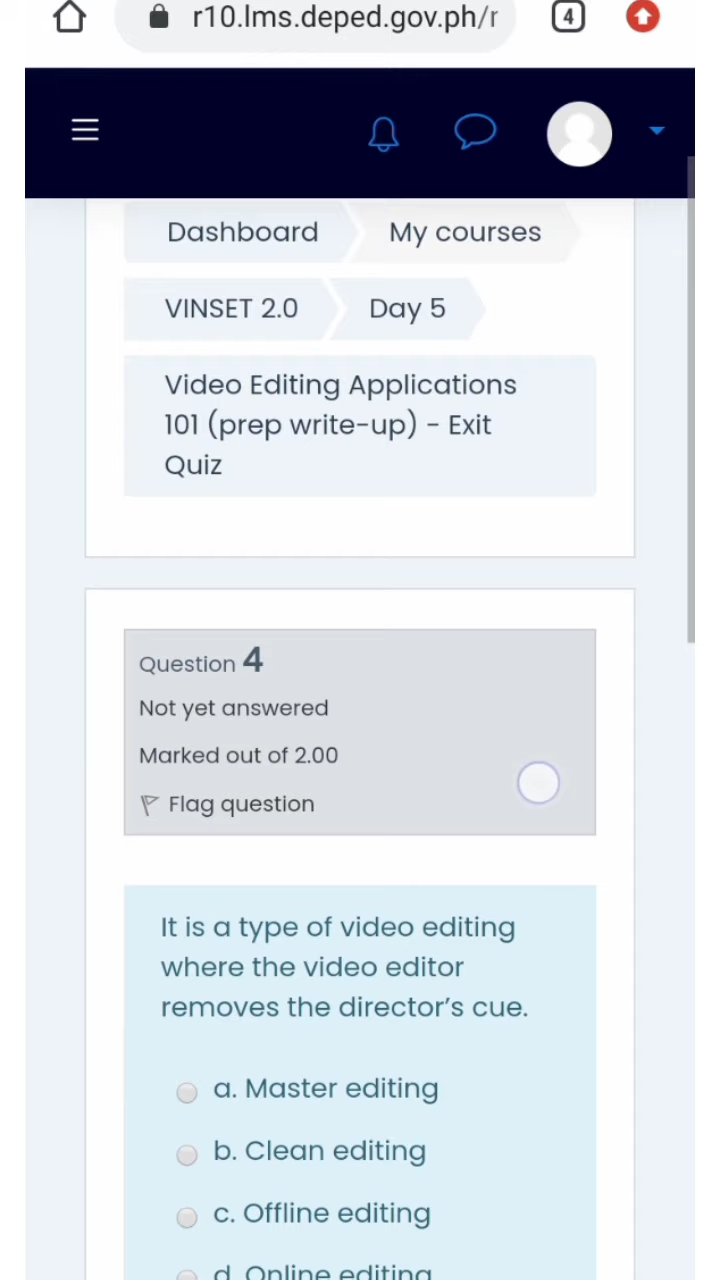 r10.lms.deped.gov.ph/r
4
Dashboard
My courses
VINSET 2.0
Day 5
Video Editing Applications
101 (prep write-up) - Exit
Quiz
Question 4
Not yet answered
Marked out of 2.00
Flag question
It is a type of video editing
where the video editor
removes the director's cue.
a. Master editing
b. Clean editing
c. Offline editing
d. Online editing